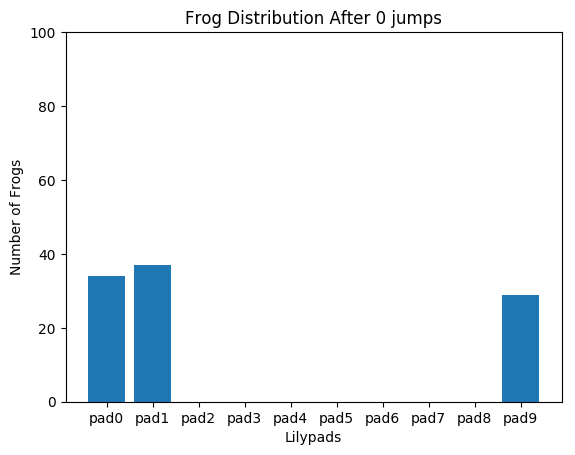 Frog Distribution After 0 jumps
100
80
60
40
20
0
Number of Frogs
pad0 pad1 pad2 pad3 pad4 pad5 pad6 pad7 pad8 pad9
Lilypads